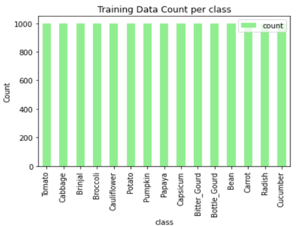 Training Data Count per class
count
1000
800
600
400
200
0
Count
Tomato
Cabbage
Brinjal
Broccoli
Cauliflower
Potato
Pumpkin
Papaya
Capsicum
Bitter_Gourd
Bottle_Gourd
Bean
Carrot
Radish
Cucumber
class